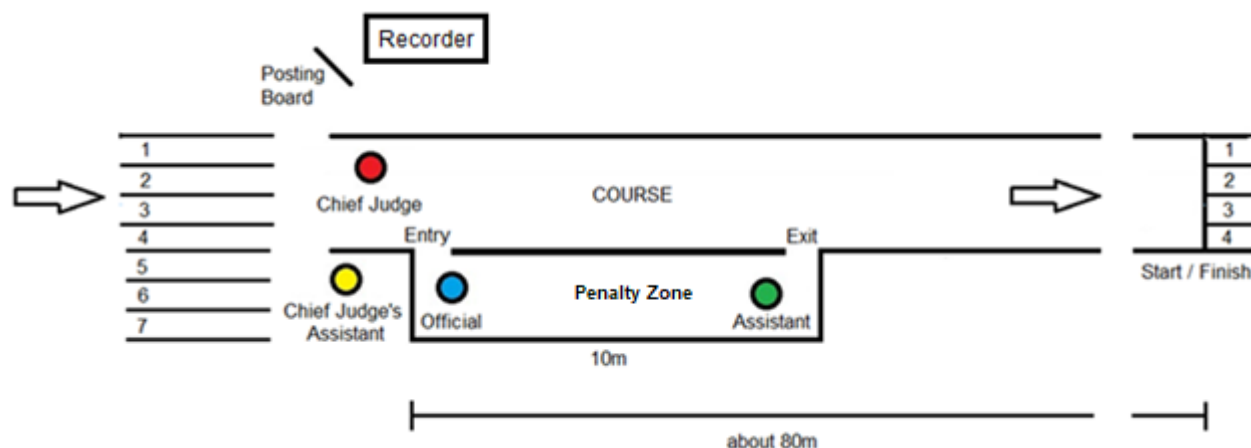 Recorder
Posting
Board
1
2
3
4
5
6
7
Chief Judge
COURSE
1
2
3
4
Entry
Exit
Start / Finish
Chief Judge's
Assistant
Official
Penalty Zone
Assistant
10m
about 80m